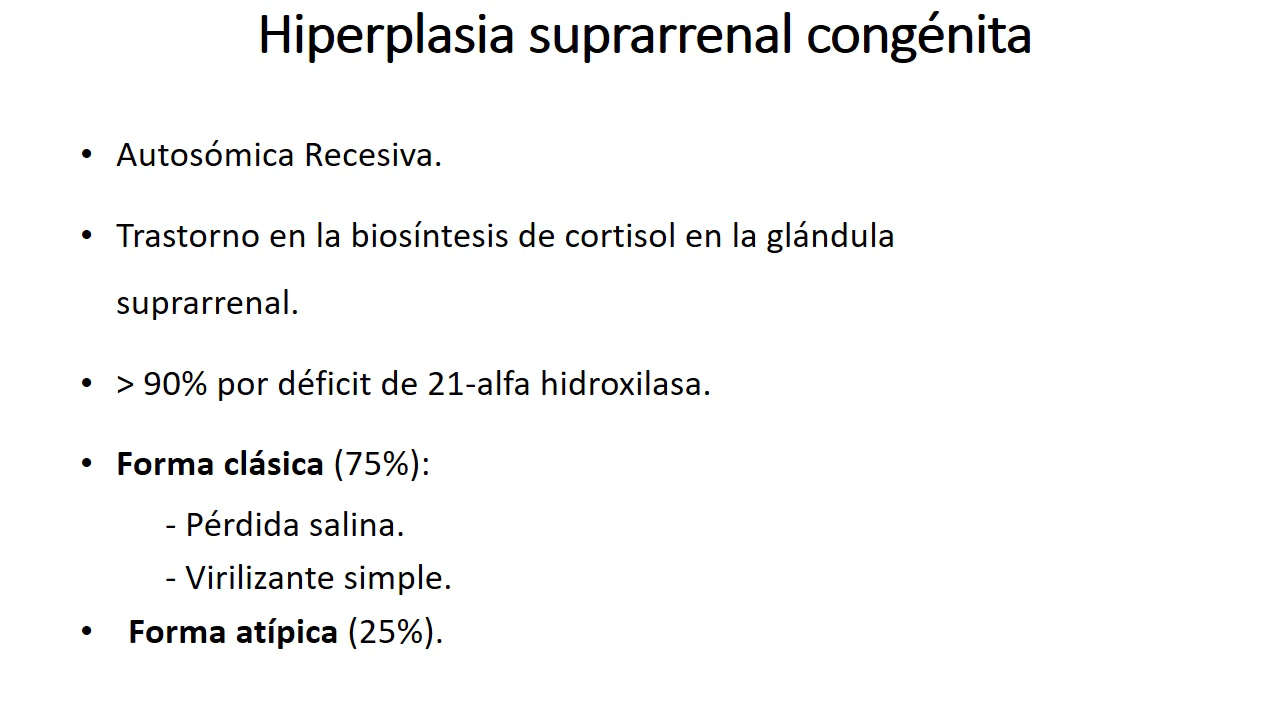 Hiperplasia suprarrenal congénita
• Autosómica Recesiva.
• Trastorno en la biosíntesis de cortisol en la glándula
suprarrenal.
• > 90% por déficit de 21-alfa hidroxilasa.
• Forma clásica (75%):
- Pérdida salina.
- Virilizante simple.
• Forma atípica (25%).